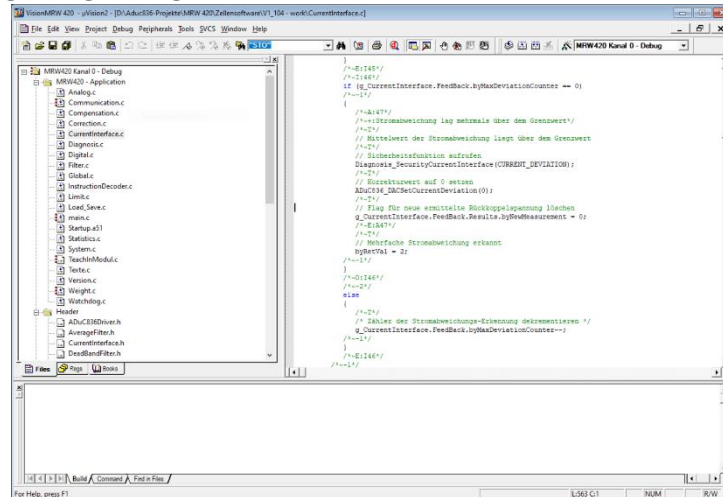 VisionMRW 420 - µVision2 - [D:\Aduc836-Projekte\MRW 420\Zellensoftware\V1_104 - work\CurrentInterface.c]
File Edit View Project Debug Peripherals Tools SVCS Window Help
"STO"
MRW420 Kanal 0 - Debug
MRW420 Kanal 0 - Debug
MRW420 - Application
Analog.c
Communication.c
Compensation.c
Correction.c
CurrentInterface.c
Diagnosis.c
Digital.c
Filter.c
Global.c
InstructionDecoder.c
Limit.c
Load_Save.c
main.c
Startup.a51
Statistics.c
System.c
TeachInModul.c
Texte.c
Version.c
Weight.c
Watchdog.c
Header
ADuC836Driver.h
AverageFilter.h
CurrentInterface.h
DeadBandFilter.h
Files Regs Books
}
/*~E:I45*/
/*~I:46*/
if (g_CurrentInterface.FeedBack.byMaxDeviationCounter == 0)
/*~-1*/
{
/*~A:47*/
/*~+:Stromabweichung lag mehrmals über dem Grenzwert*/
/*~T*/
// Mittelwert der Stromabweichung liegt über dem Grenzwert
/*~T*/
// Sicherheitsfunktion aufrufen
Diagnosis_SecurityCurrentInterface(CURRENT_DEVIATION);
/*~T*/
// Korrekturwert auf 0 setzen
ADuC836_DACSetCurrentDeviation(0);
/*~T*/
// Flag für neue ermittelte Rückkoppelspannung löschen
g_CurrentInterface.FeedBack.Results.byNewMeasurement = 0;
/*~E:A47*/
/*~T*/
// Mehrfache Stromabweichung erkannt
byRetVal = 2;
/*~-1*/
}
/*~O:I46*/
/*~-2*/
else
{
/*~T*/
/* Zähler der Stromabweichungs-Erkennung dekrementieren */
g_CurrentInterface.FeedBack.byMaxDeviationCounter--;
/*~-1*/
}
/*~E:I46*/
/*~-1*/
Build Command Find in Files
For Help, press F1
L:563 C:1 NUM R/W